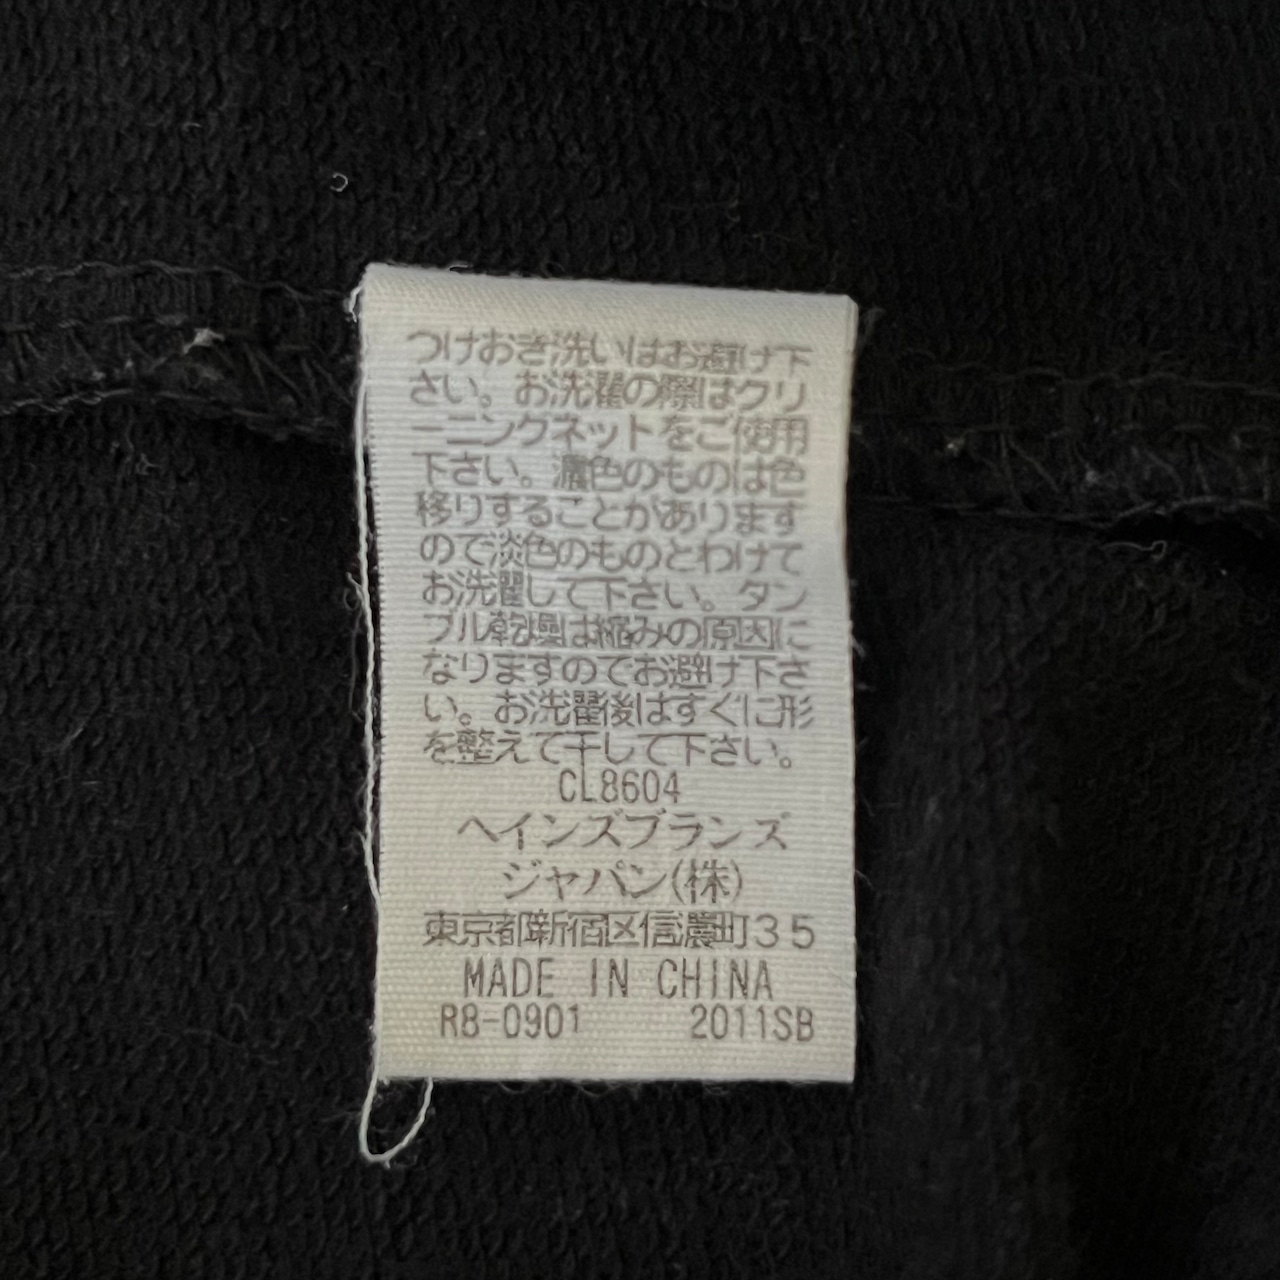 つけおき洗いはお避け下
さい。お洗濯の際はクリ
ーニングネットをご使用
下さい。濃色のものは色
移りすることがあります
ので淡色のものとわけて
お洗濯して下さい。タン
ブル乾燥は縮みの原因に
なりますのでお避け下さ
い。お洗濯後はすぐに形
を整えて干して下さい。
CL8604
ヘインズブランズ
ジャパン(株)
東京都新宿区信濃町35
MADE IN CHINA
R8-0901 2011SB